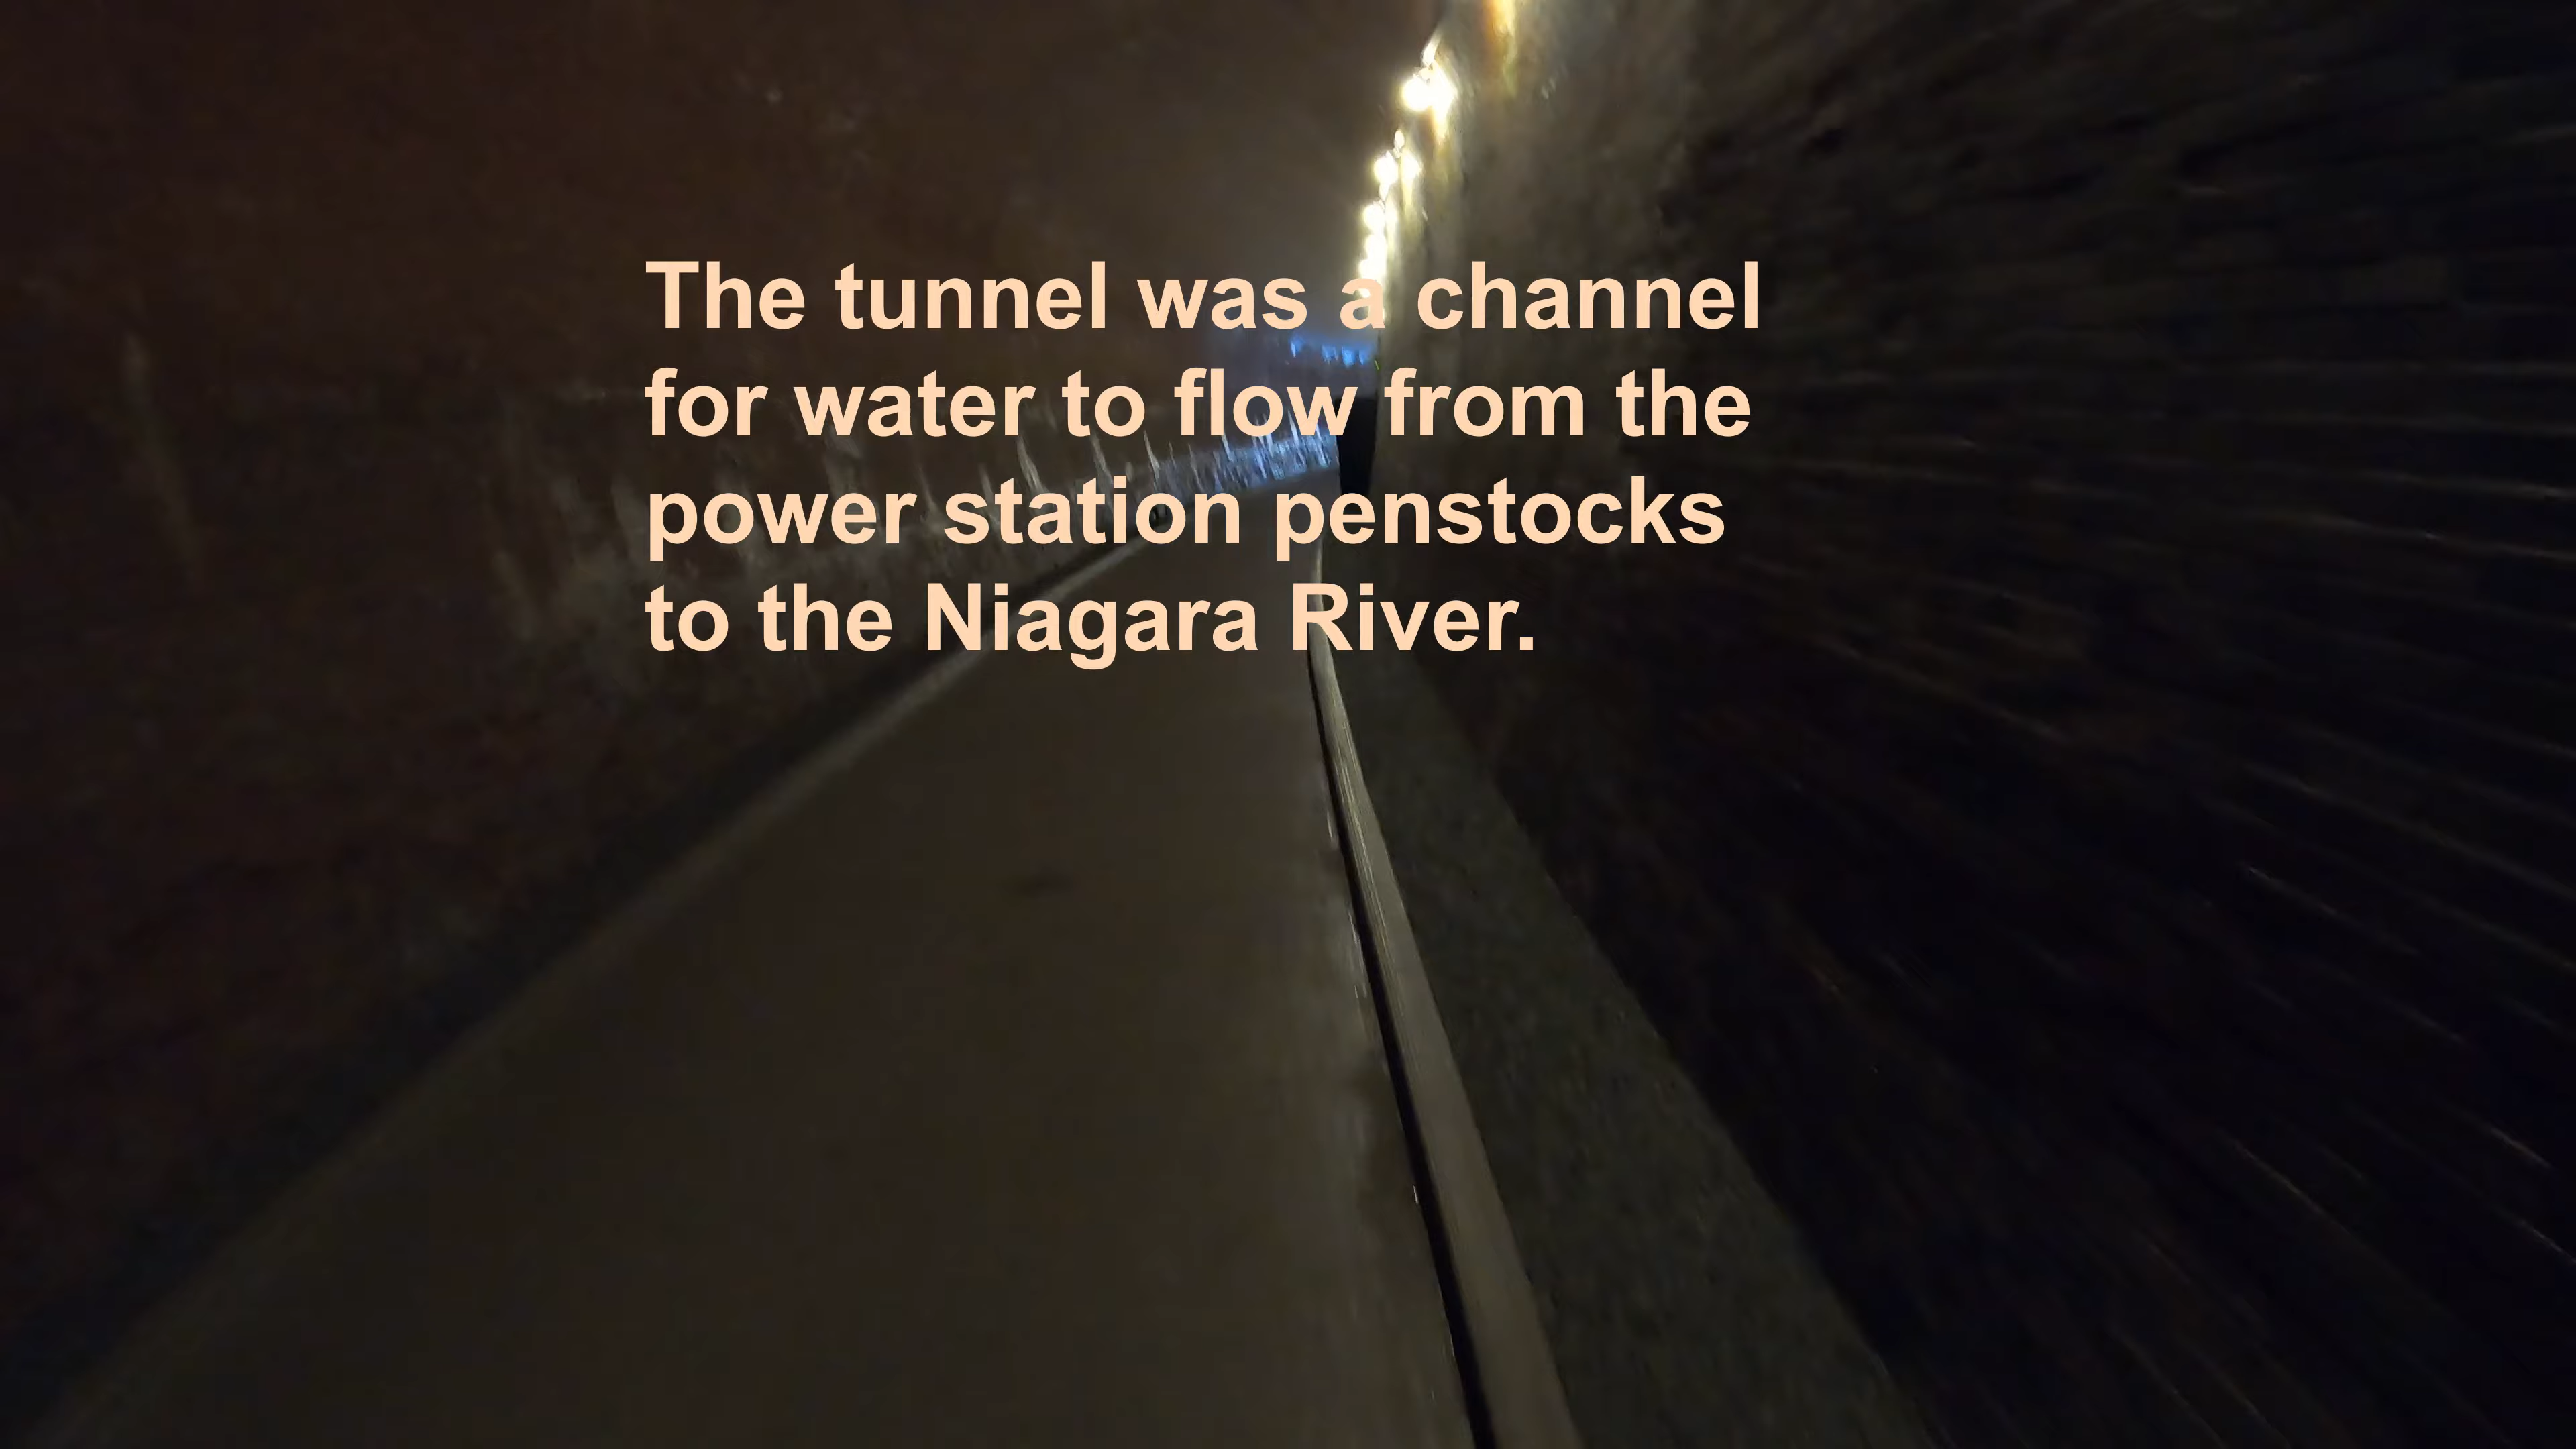 The tunnel was a channel
for water to flow from the
power station penstocks
to the Niagara River.